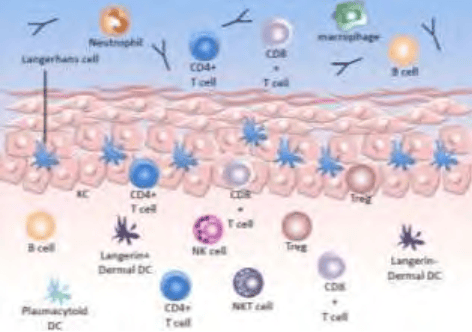 Neutrophil
Langerhans cell
CD4+
T cell
CD8
+
T cell
macrophage
B cell
KC
CD4+
T cell
CD8
+
T cell
Treg
B cell
Langerin+
Dermal DC
NK cell
Treg
Langerin-
Dermal DC
Plaumacytoid
DC
CD4+
T cell
NKT cell
CD8
+
T cell